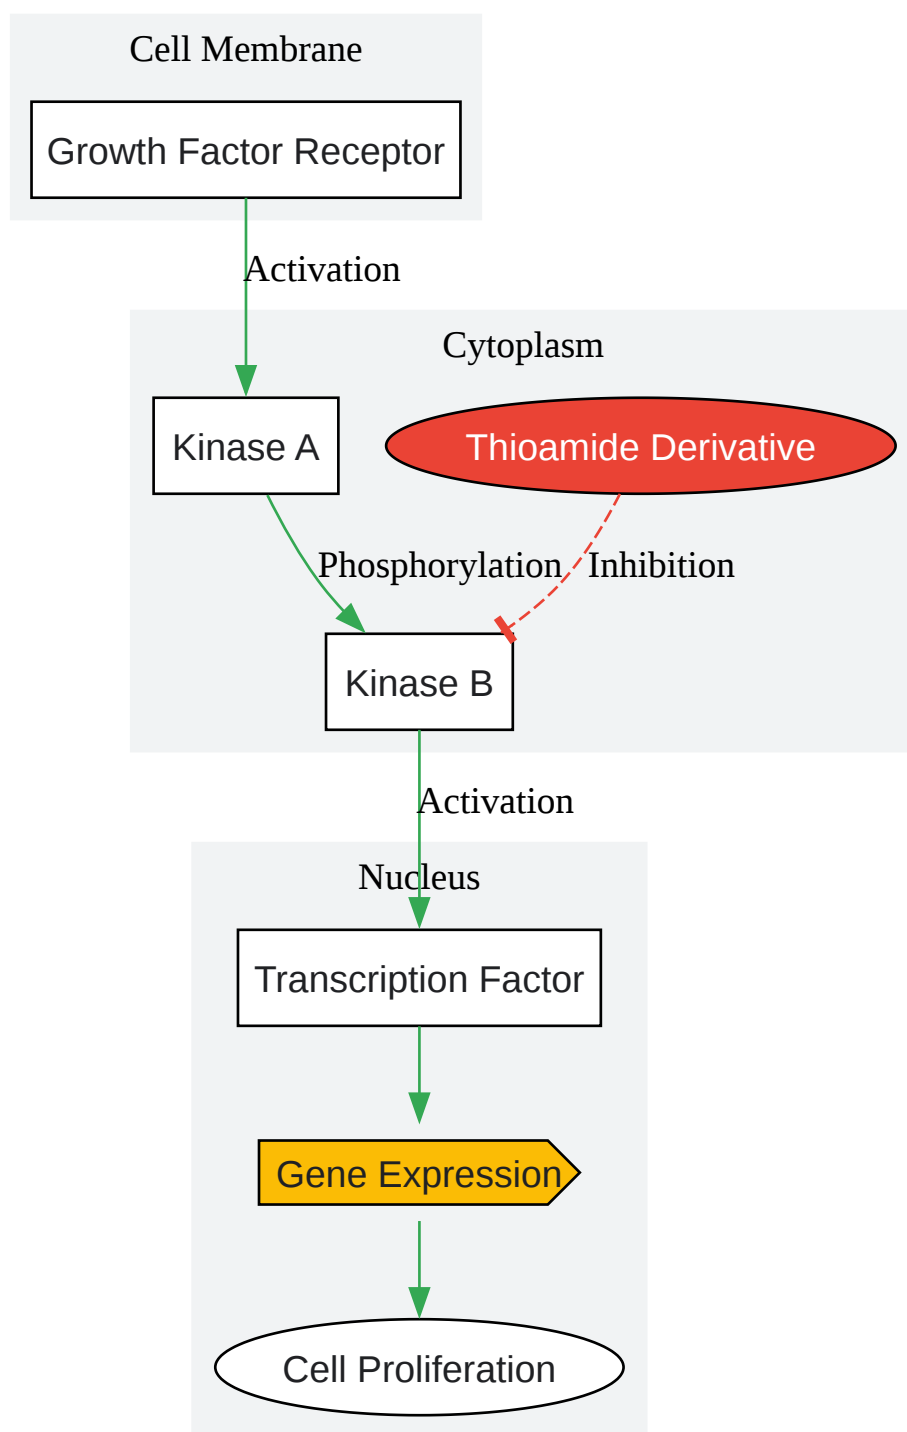 Cell Membrane
Growth Factor Receptor
Activation
Cytoplasm
Kinase A
Thioamide Derivative
Phosphorylation
Inhibition
Kinase B
Activation
Nucleus
Transcription Factor
Gene Expression
Cell Proliferation